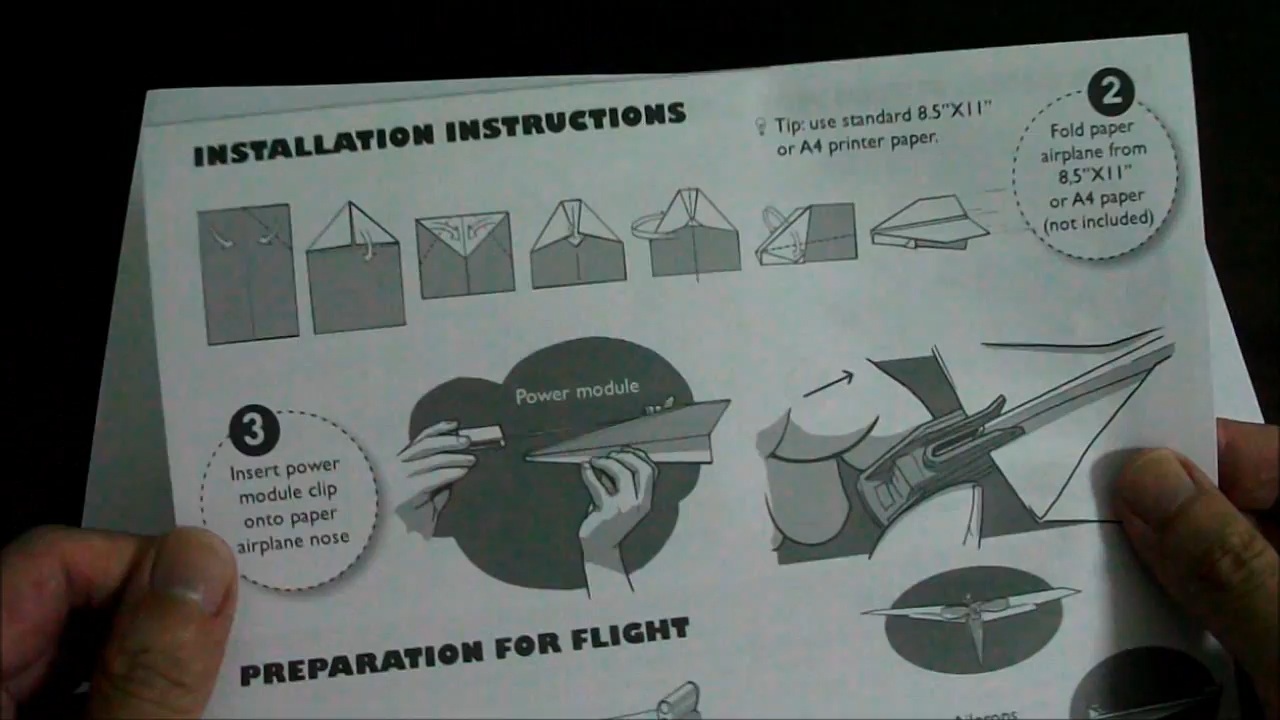 INSTALLATION INSTRUCTIONS
Tip: use standard 8.5"X11"
or A4 printer paper.
2
Fold paper
airplane from
8,5"X11"
or A4 paper
(not included)
3
Insert power
module clip
onto paper
airplane nose
Power module
PREPARATION FOR FLIGHT
Ailerons